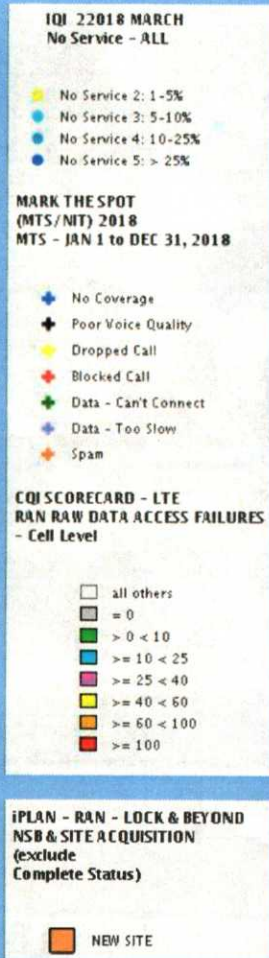 IQI 22018 MARCH
No Service - ALL
No Service 2: 1-5%
No Service 3: 5-10%
No Service 4: 10-25%
No Service 5: > 25%
MARK THE SPOT
(MTS/NIT) 2018
MTS - JAN 1 to DEC 31, 2018
No Coverage
Poor Voice Quality
Dropped Call
Blocked Call
Data - Can't Connect
Data - Too Slow
Spam
CQI SCORECARD - LTE
RAN RAW DATA ACCESS FAILURES
- Cell Level
all others
= 0
> 0 < 10
>= 10 < 25
>= 25 < 40
>= 40 < 60
>= 60 < 100
>= 100
iPLAN - RAN - LOCK & BEYOND
NSB & SITE ACQUISITION
(exclude
Complete Status)
NEW SITE